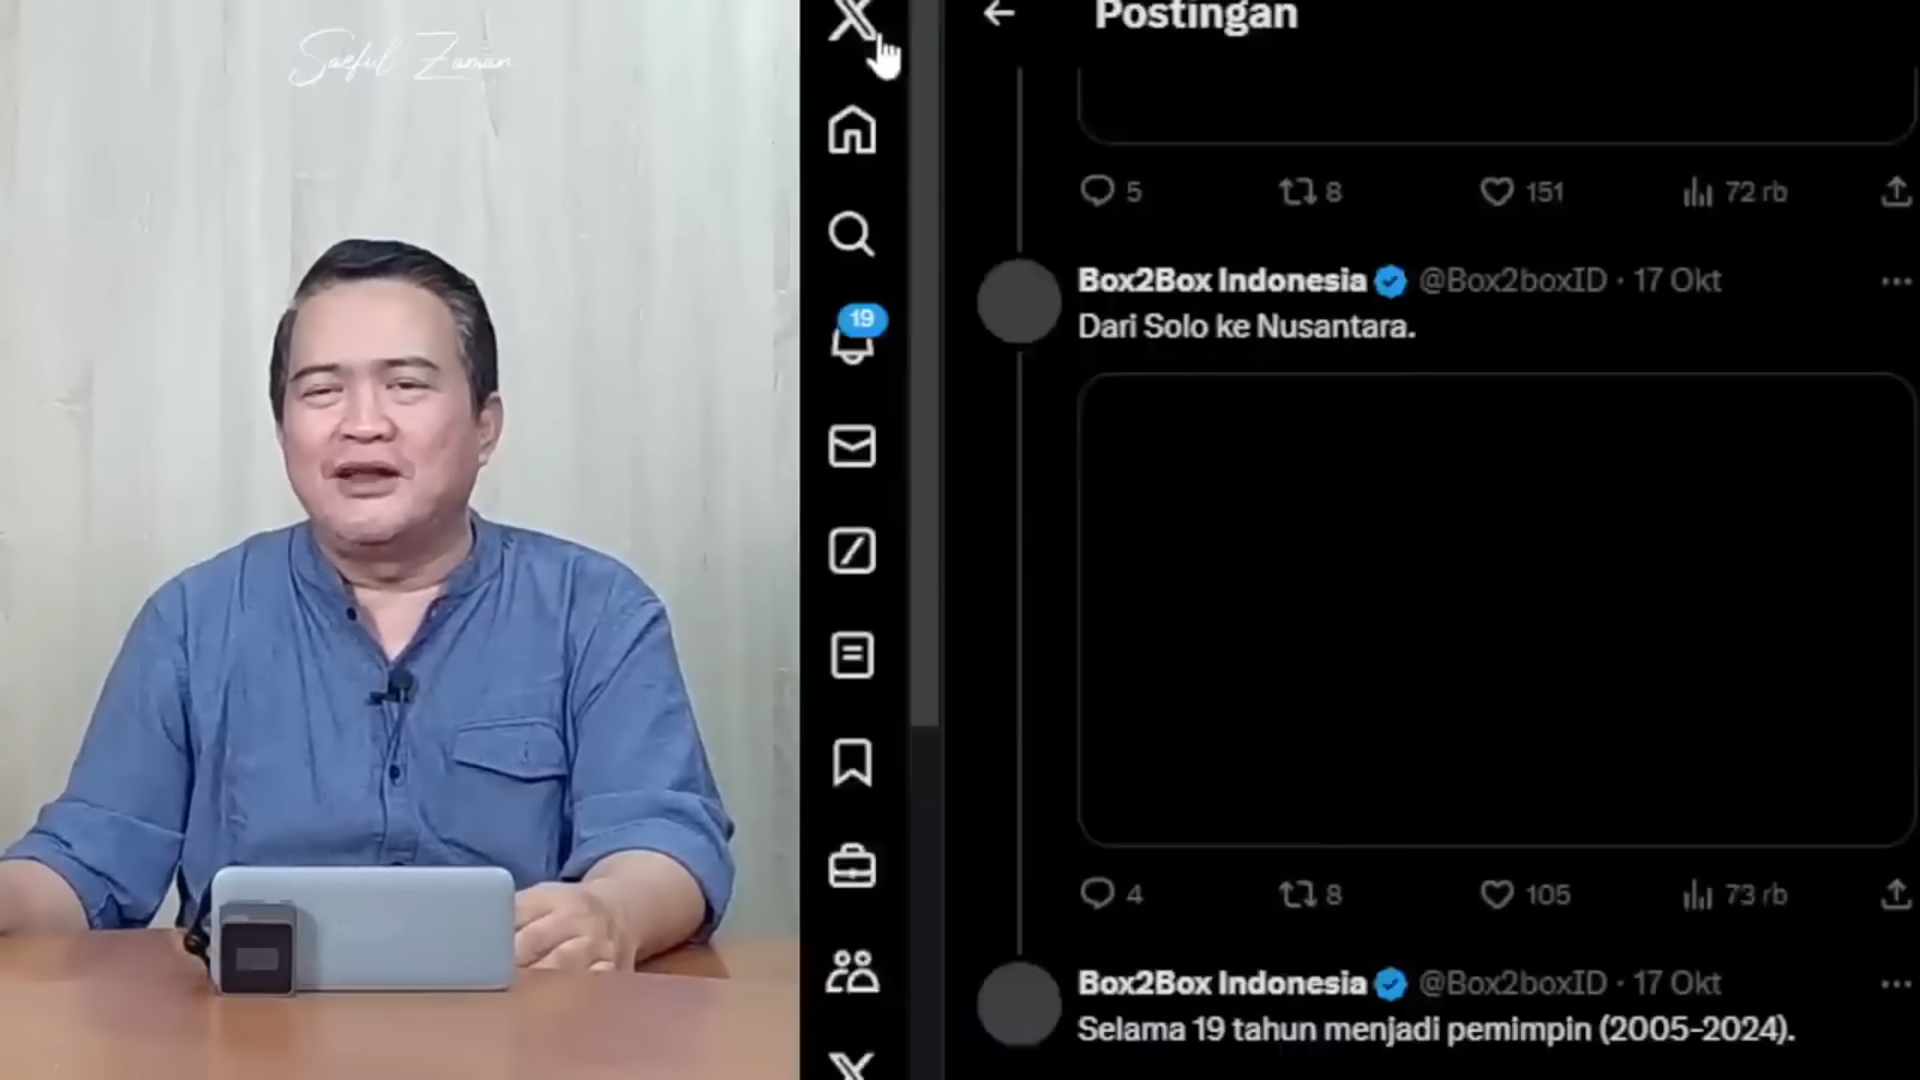 Saeful Zaman
Postingan
5 8 151 72 rb
Box2Box Indonesia @Box2boxID · 17 Okt
Dari Solo ke Nusantara.
19
4 8 105 73 rb
Box2Box Indonesia @Box2boxID · 17 Okt
Selama 19 tahun menjadi pemimpin (2005-2024).